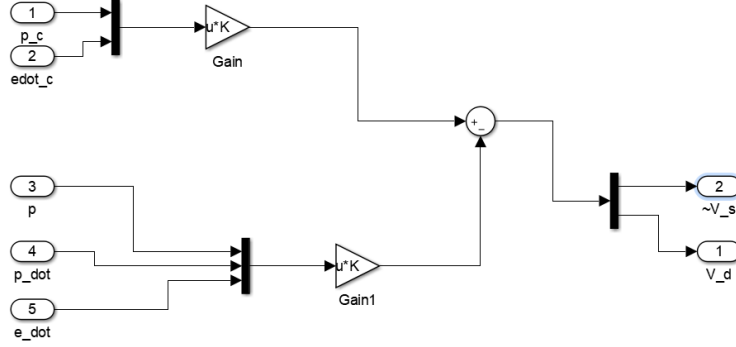 1
p_c
2
edot_c
u*K
Gain
+
_
3
p
4
p_dot
5
e_dot
u*K
Gain1
2
~V_s
1
V_d